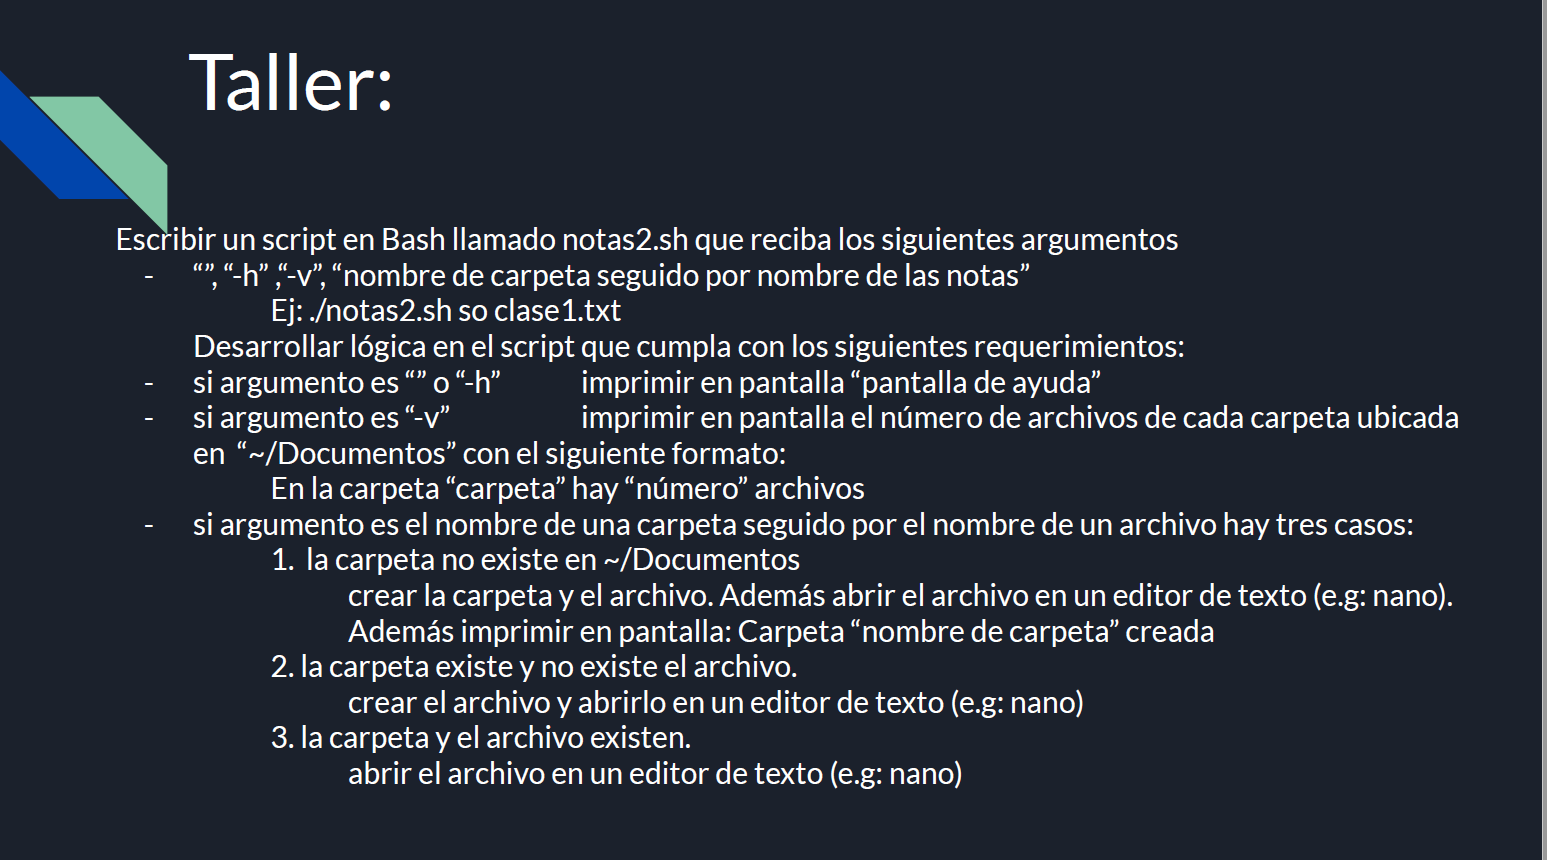 Taller:
Escribir un script en Bash llamado notas2.sh que reciba los siguientes argumentos
- “”, “-h” ,“-v”, “nombre de carpeta seguido por nombre de las notas”
Ej: ./notas2.sh so clase1.txt
Desarrollar lógica en el script que cumpla con los siguientes requerimientos:
- si argumento es “” o “-h” imprimir en pantalla “pantalla de ayuda”
- si argumento es “-v” imprimir en pantalla el número de archivos de cada carpeta ubicada
en “~/Documentos” con el siguiente formato:
En la carpeta “carpeta” hay “número” archivos
- si argumento es el nombre de una carpeta seguido por el nombre de un archivo hay tres casos:
1. la carpeta no existe en ~/Documentos
crear la carpeta y el archivo. Además abrir el archivo en un editor de texto (e.g: nano).
Además imprimir en pantalla: Carpeta “nombre de carpeta” creada
2. la carpeta existe y no existe el archivo.
crear el archivo y abrirlo en un editor de texto (e.g: nano)
3. la carpeta y el archivo existen.
abrir el archivo en un editor de texto (e.g: nano)